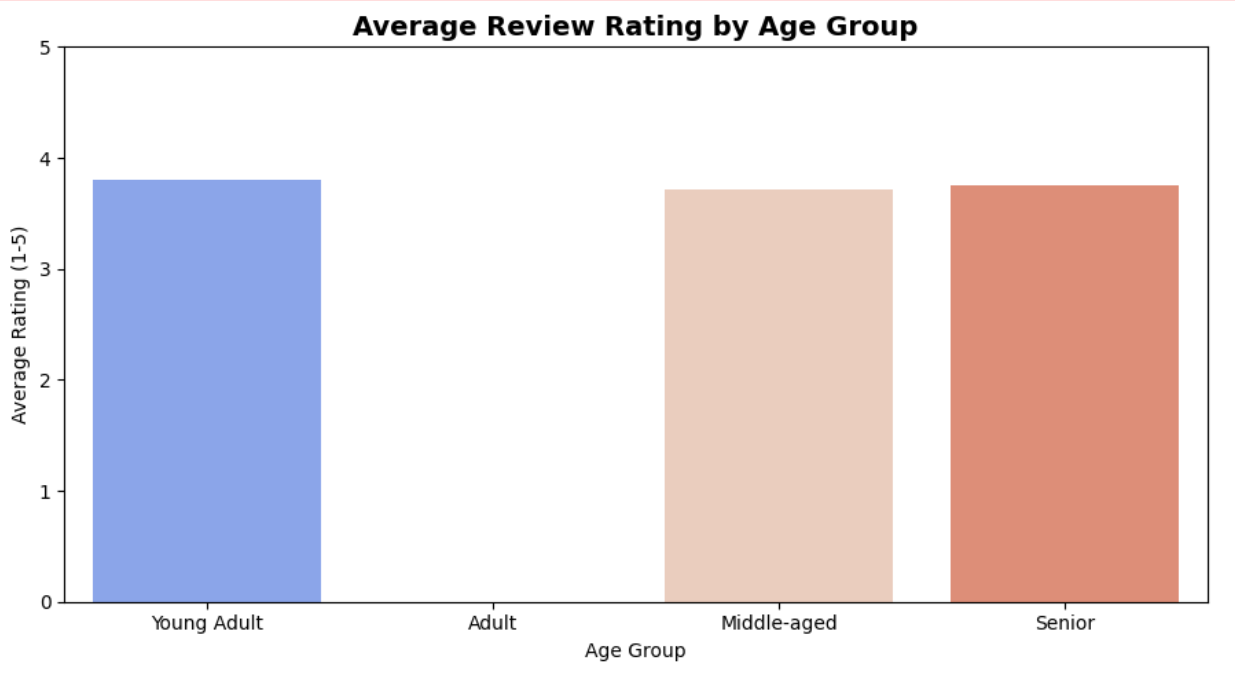 Average Review Rating by Age Group
5
4
3
2
1
0
Average Rating (1-5)
Young Adult Adult Middle-aged Senior
Age Group